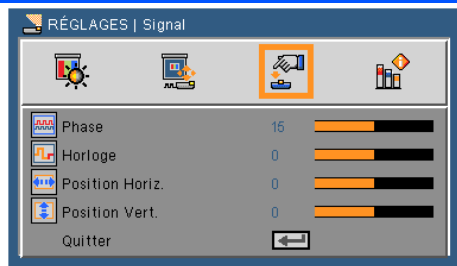 RÉGLAGES | Signal
Phase 15
Horloge 0
Position Horiz. 0
Position Vert. 0
Quitter